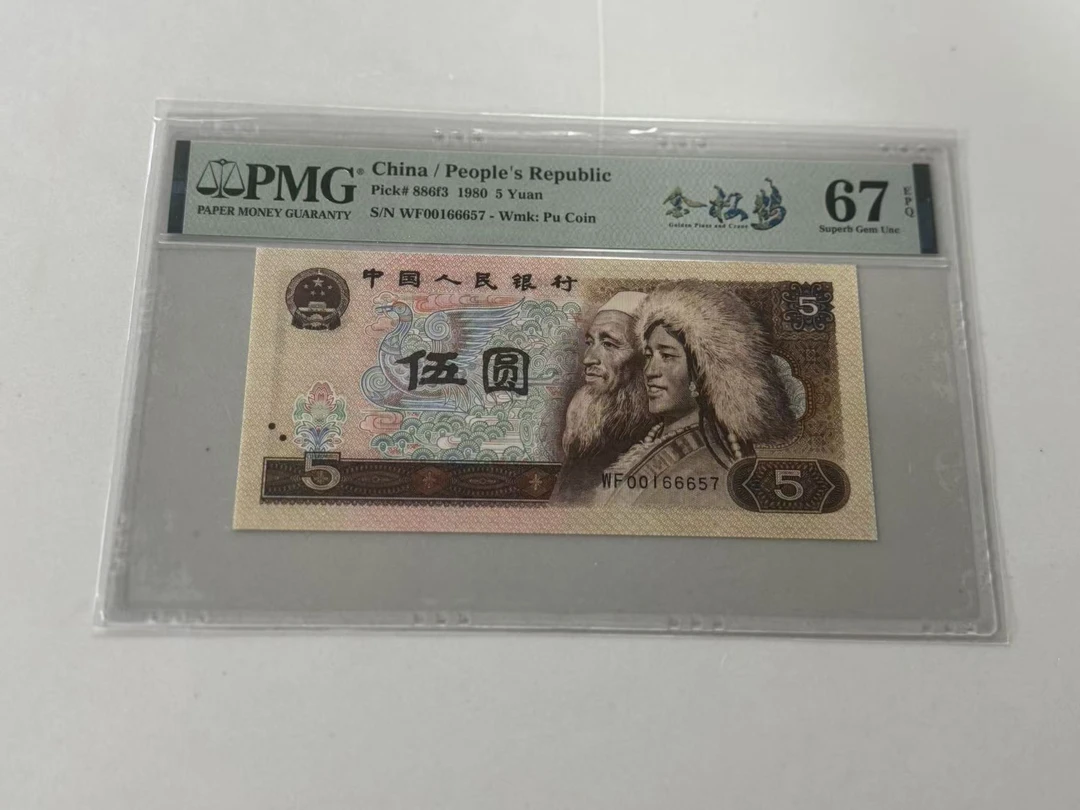 PMG
PAPER MONEY GUARANTY
China / People's Republic
Pick# 886f3 1980 5 Yuan
S/N WF00166657 - Wmk: Pu Coin
金杈鹤
Golden Piaos and Crane
67
EPQ
Superb Gem Unc
中国人民银行
5
伍圆
5
WF00166657
5